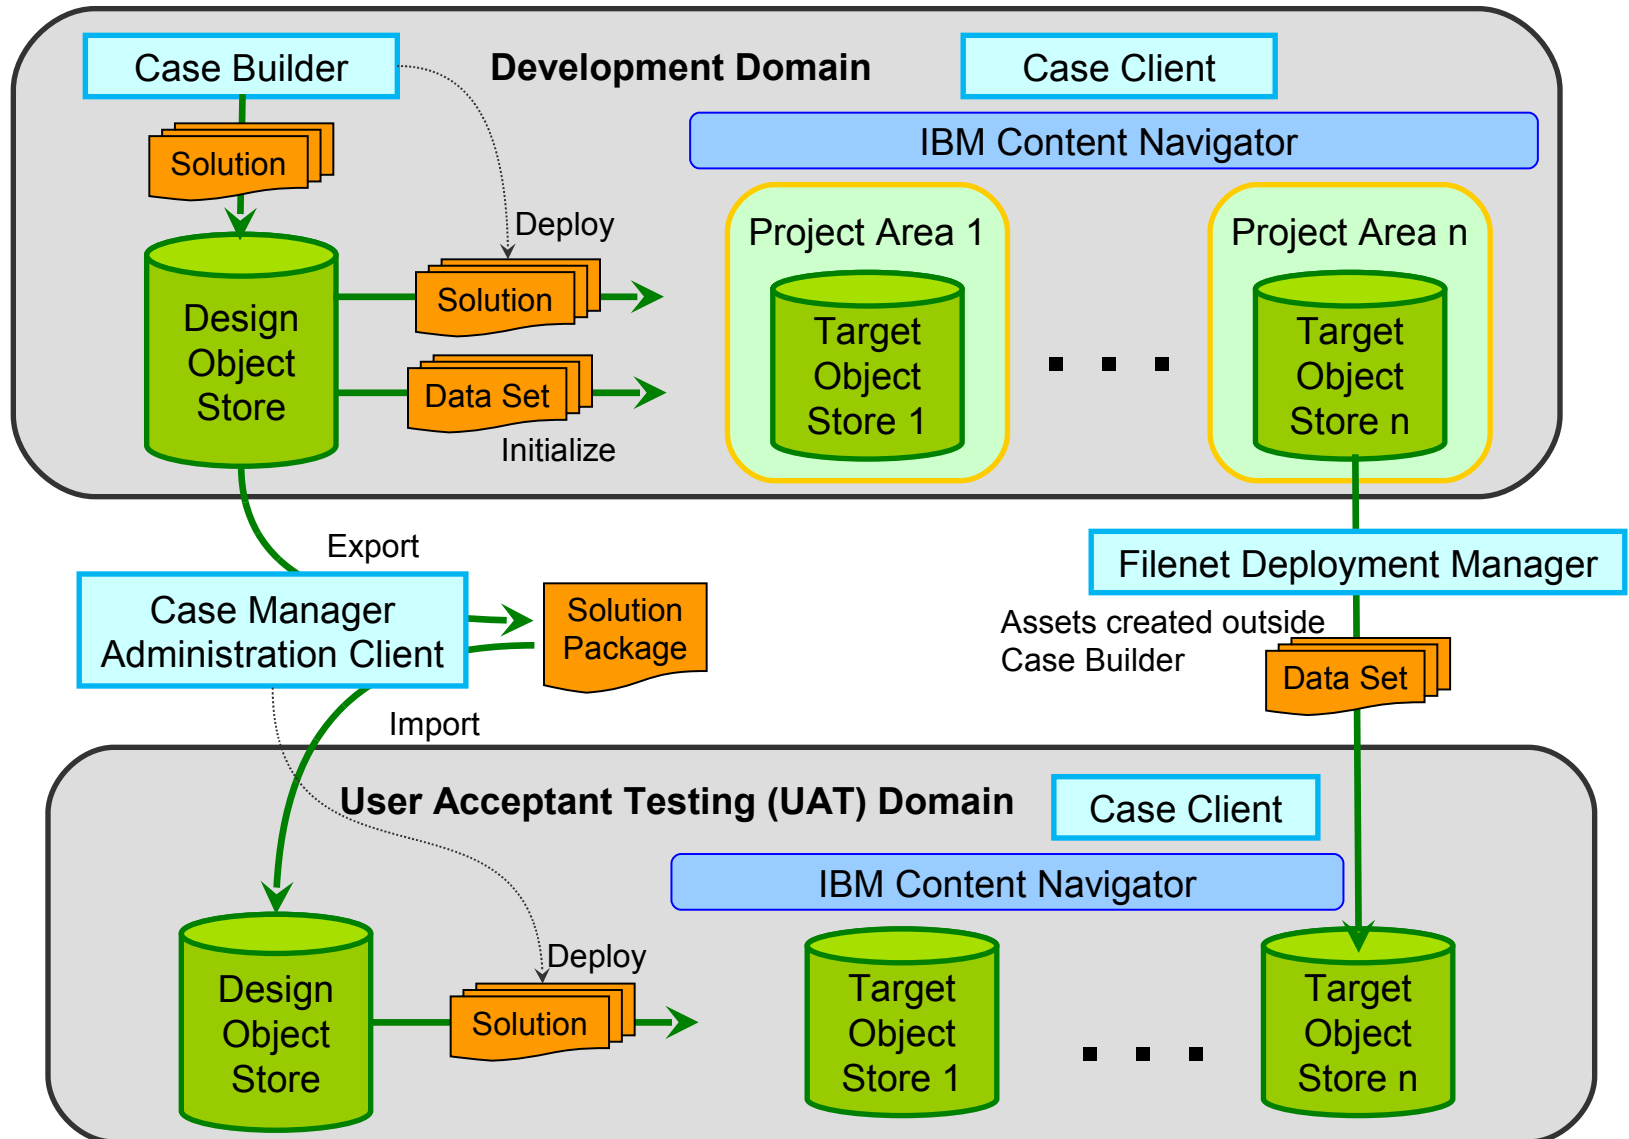 Case Builder
Development Domain
Case Client
IBM Content Navigator
Solution
Deploy
Project Area 1
Project Area n
Design
Object
Store
Solution
Data Set
Initialize
Target
Object
Store 1
. . .
Target
Object
Store n
Export
Case Manager
Administration Client
Solution
Package
Filenet Deployment Manager
Assets created outside
Case Builder
Data Set
Import
User Acceptant Testing (UAT) Domain
Case Client
IBM Content Navigator
Deploy
Design
Object
Store
Solution
Target
Object
Store 1
. . .
Target
Object
Store n